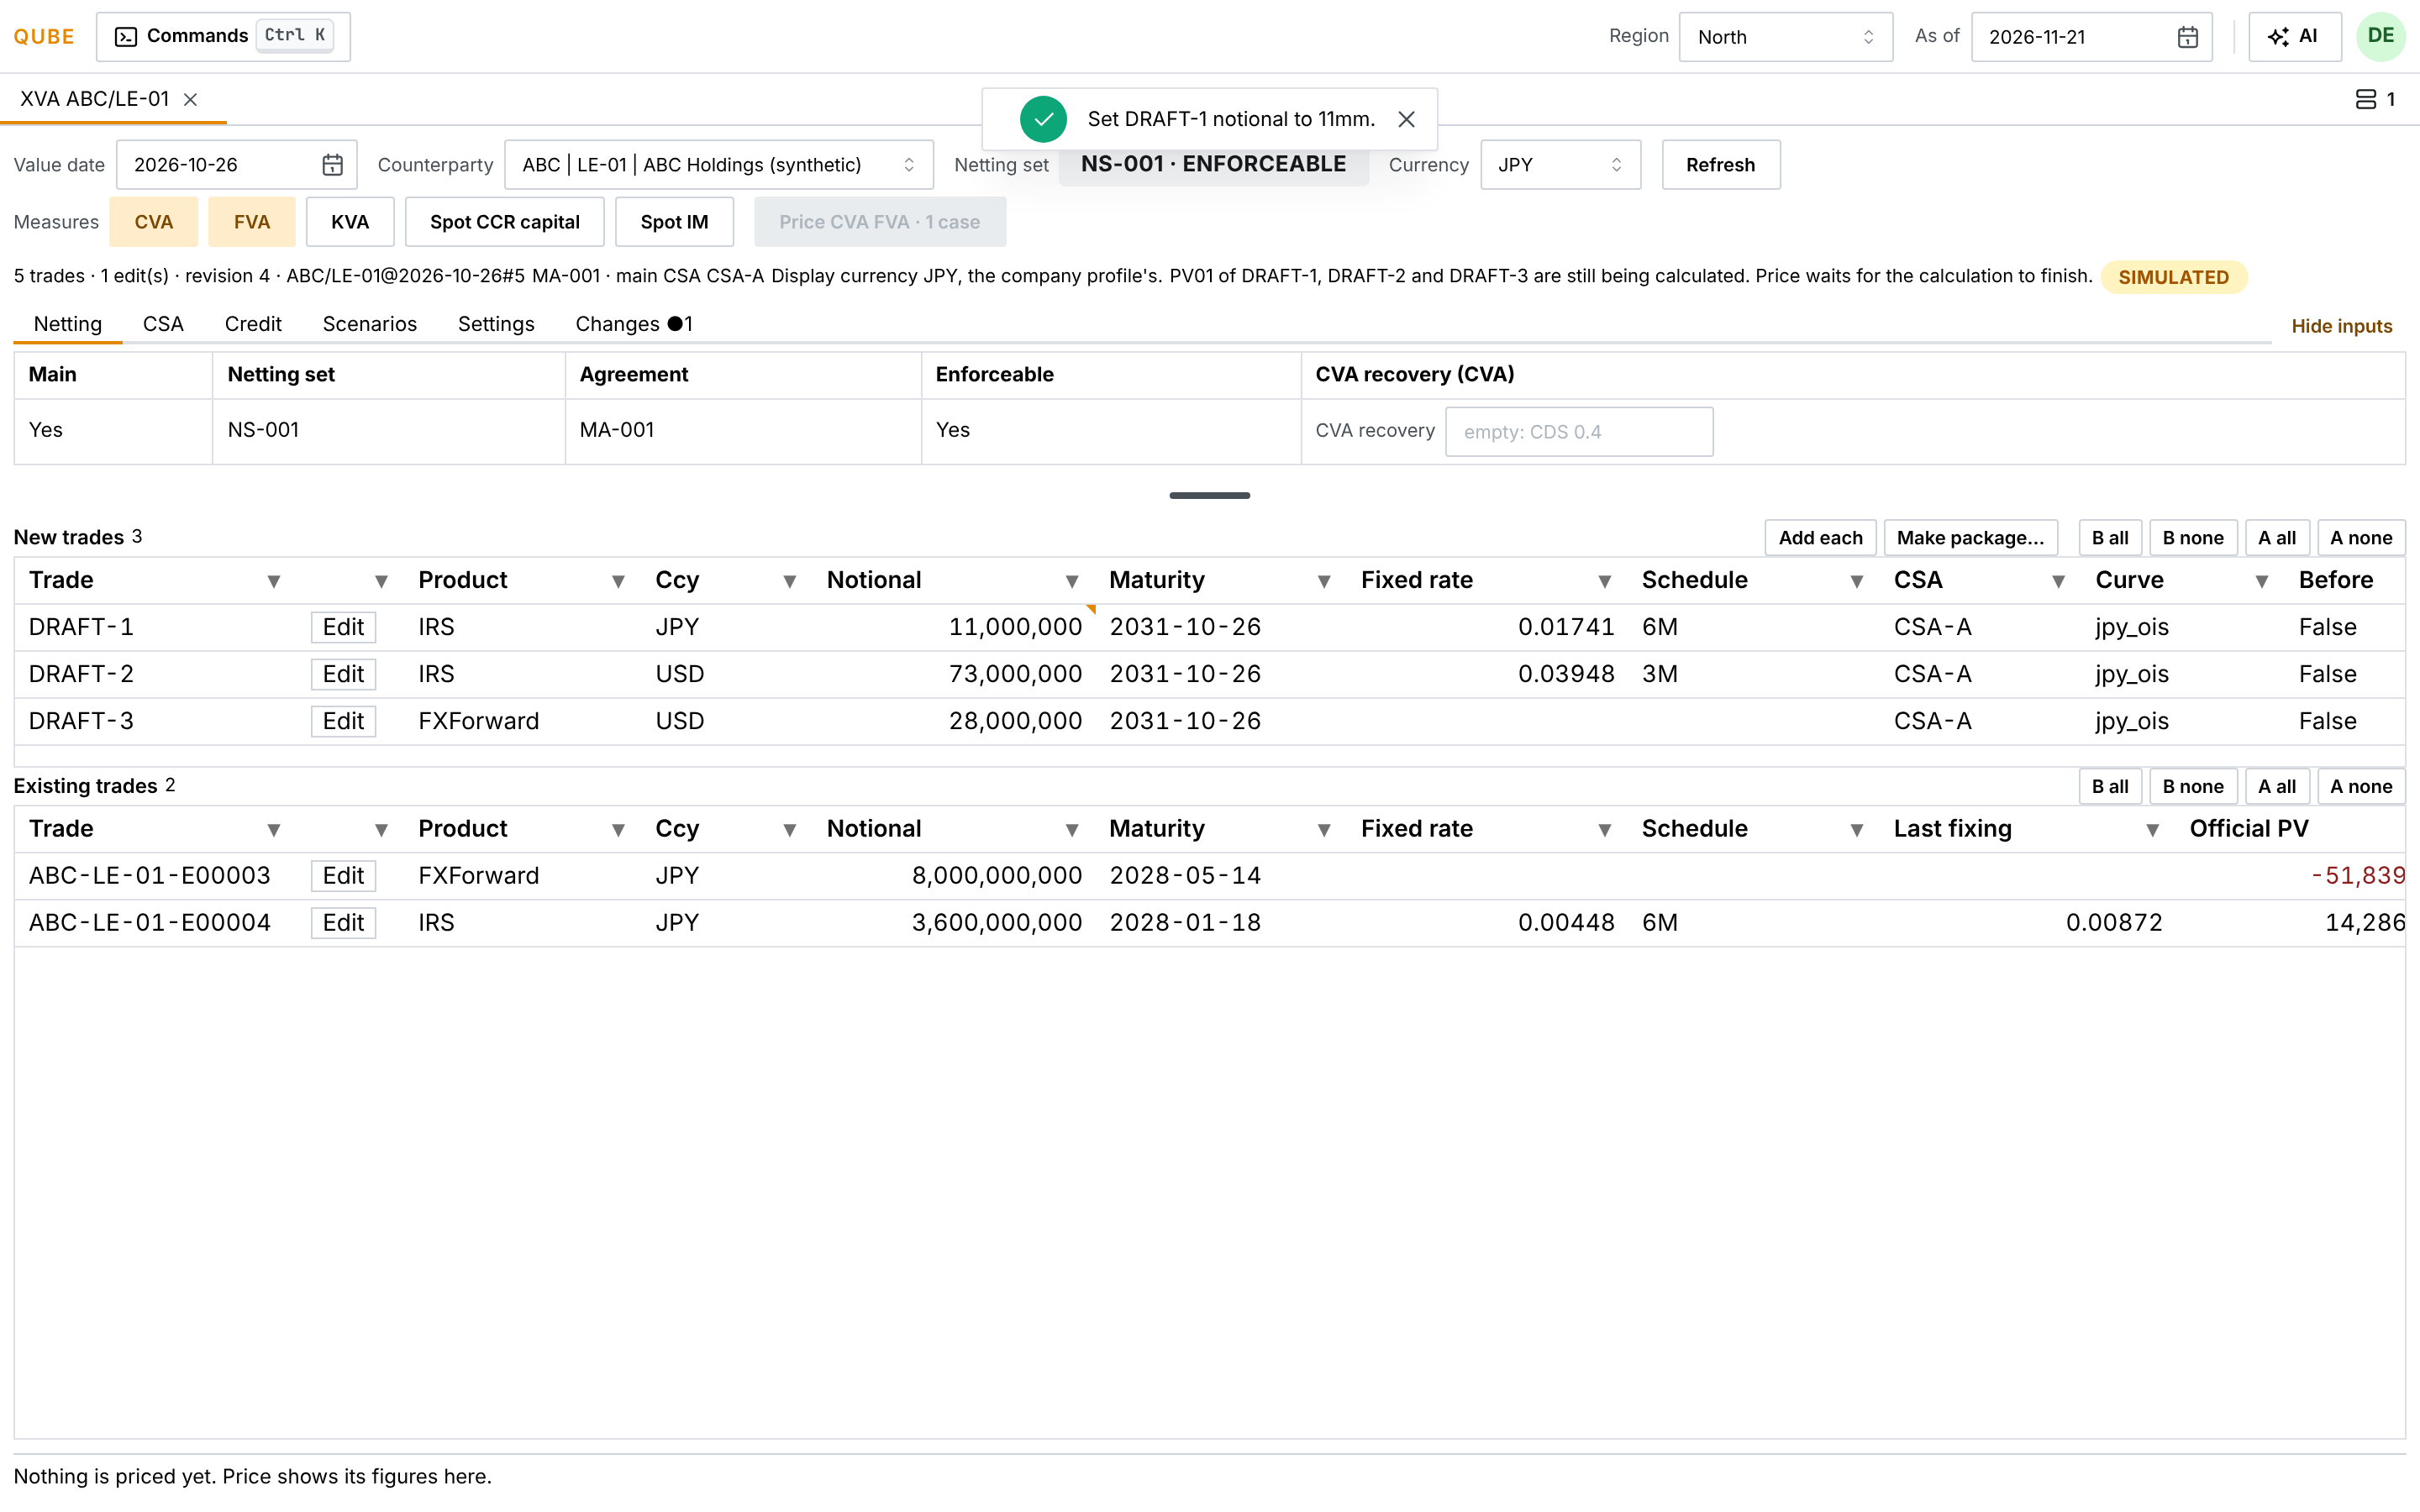 QUBE Commands Ctrl K Region North As of 2026-11-21 AI DE
XVA ABC/LE-01 1
Set DRAFT-1 notional to 11mm.
Value date 2026-10-26 Counterparty ABC | LE-01 | ABC Holdings (synthetic) Netting set NS-001 · ENFORCEABLE Currency JPY Refresh
Measures CVA FVA KVA Spot CCR capital Spot IM Price CVA FVA · 1 case
5 trades · 1 edit(s) · revision 4 · ABC/LE-01@2026-10-26#5 MA-001 · main CSA CSA-A Display currency JPY, the company profile's. PV01 of DRAFT-1, DRAFT-2 and DRAFT-3 are still being calculated. Price waits for the calculation to finish. SIMULATED
Netting CSA Credit Scenarios Settings Changes ●1 Hide inputs
Main Netting set Agreement Enforceable CVA recovery (CVA)
Yes NS-001 MA-001 Yes CVA recovery empty: CDS 0.4
New trades 3 Add each Make package... B all B none A all A none
Trade Product Ccy Notional Maturity Fixed rate Schedule CSA Curve Before
DRAFT-1 Edit IRS JPY 11,000,000 2031-10-26 0.01741 6M CSA-A jpy_ois False
DRAFT-2 Edit IRS USD 73,000,000 2031-10-26 0.03948 3M CSA-A jpy_ois False
DRAFT-3 Edit FXForward USD 28,000,000 2031-10-26 CSA-A jpy_ois False
Existing trades 2 B all B none A all A none
Trade Product Ccy Notional Maturity Fixed rate Schedule Last fixing Official PV
ABC-LE-01-E00003 Edit FXForward JPY 8,000,000,000 2028-05-14 -51,839
ABC-LE-01-E00004 Edit IRS JPY 3,600,000,000 2028-01-18 0.00448 6M 0.00872 14,286
Nothing is priced yet. Price shows its figures here.